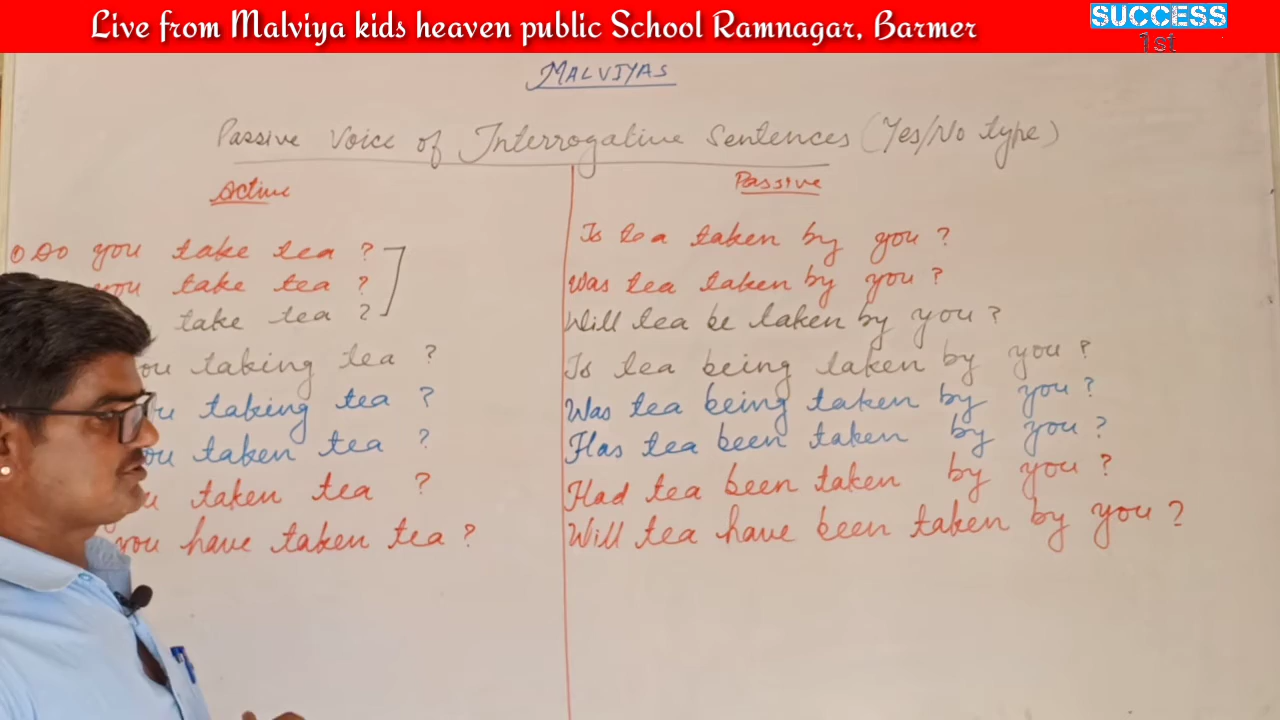 Live from Malviya kids heaven public School Ramnagar, Barmer
SUCCESS
1st
MALVIYAS
Passive Voice of Interrogative Sentences (Yes/No type)
Active
Passive
① Do you take tea ?
Is tea taken by you ?
you take tea ?
Was tea taken by you ?
take tea ?
Will tea be taken by you ?
taking tea ?
Is tea being taken by you ?
taking tea ?
Was tea being taken by you ?
taken tea ?
Has tea been taken by you ?
taken tea ?
Had tea been taken by you ?
you have taken tea ?
Will tea have been taken by you ?